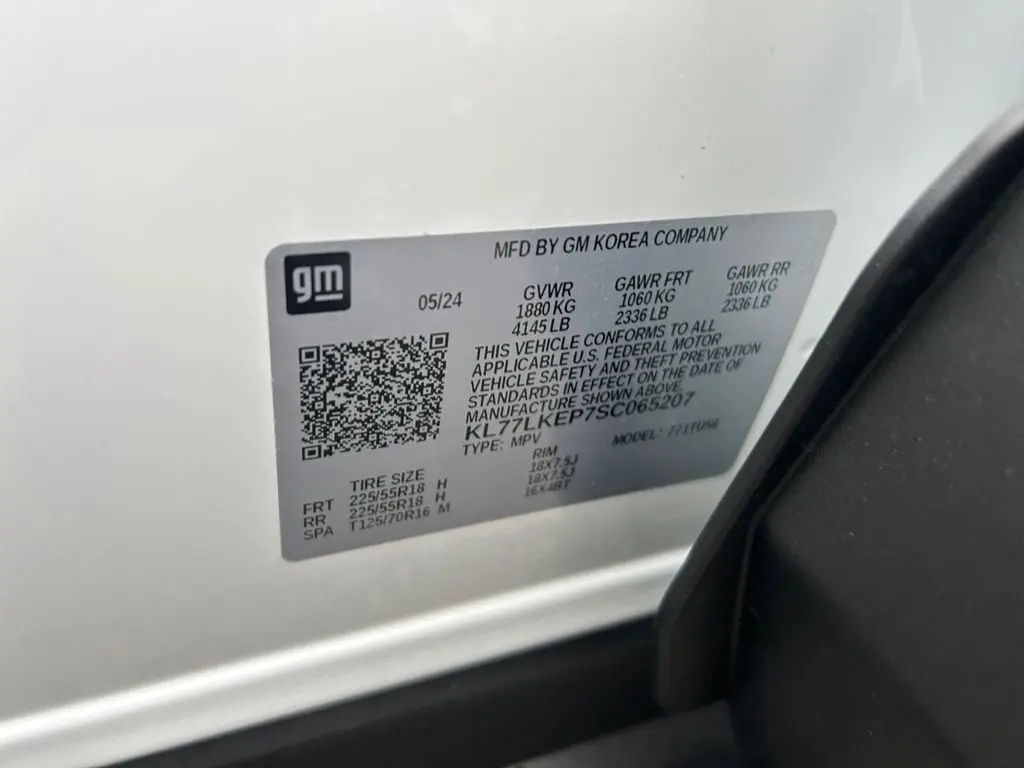 gm
MFD BY GM KOREA COMPANY
05/24
GVWR GAWR FRT GAWR RR
1880 KG 1060 KG 1060 KG
4145 LB 2336 LB 2336 LB
THIS VEHICLE CONFORMS TO ALL
APPLICABLE U.S. FEDERAL MOTOR
VEHICLE SAFETY AND THEFT PREVENTION
STANDARDS IN EFFECT ON THE DATE OF
MANUFACTURE SHOWN ABOVE.
KL77LKEP7SC065207
TYPE: MPV MODEL:
TIRE SIZE RIM
FRT 225/55R18 H 18X7.5J
RR 225/55R18 H 18X7.5J
SPA T125/70R16 M 16X4BT